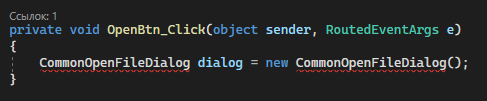 Ссылок: 1
private void OpenBtn_Click(object sender, RoutedEventArgs e)
{
    CommonOpenFileDialog dialog = new CommonOpenFileDialog();
}